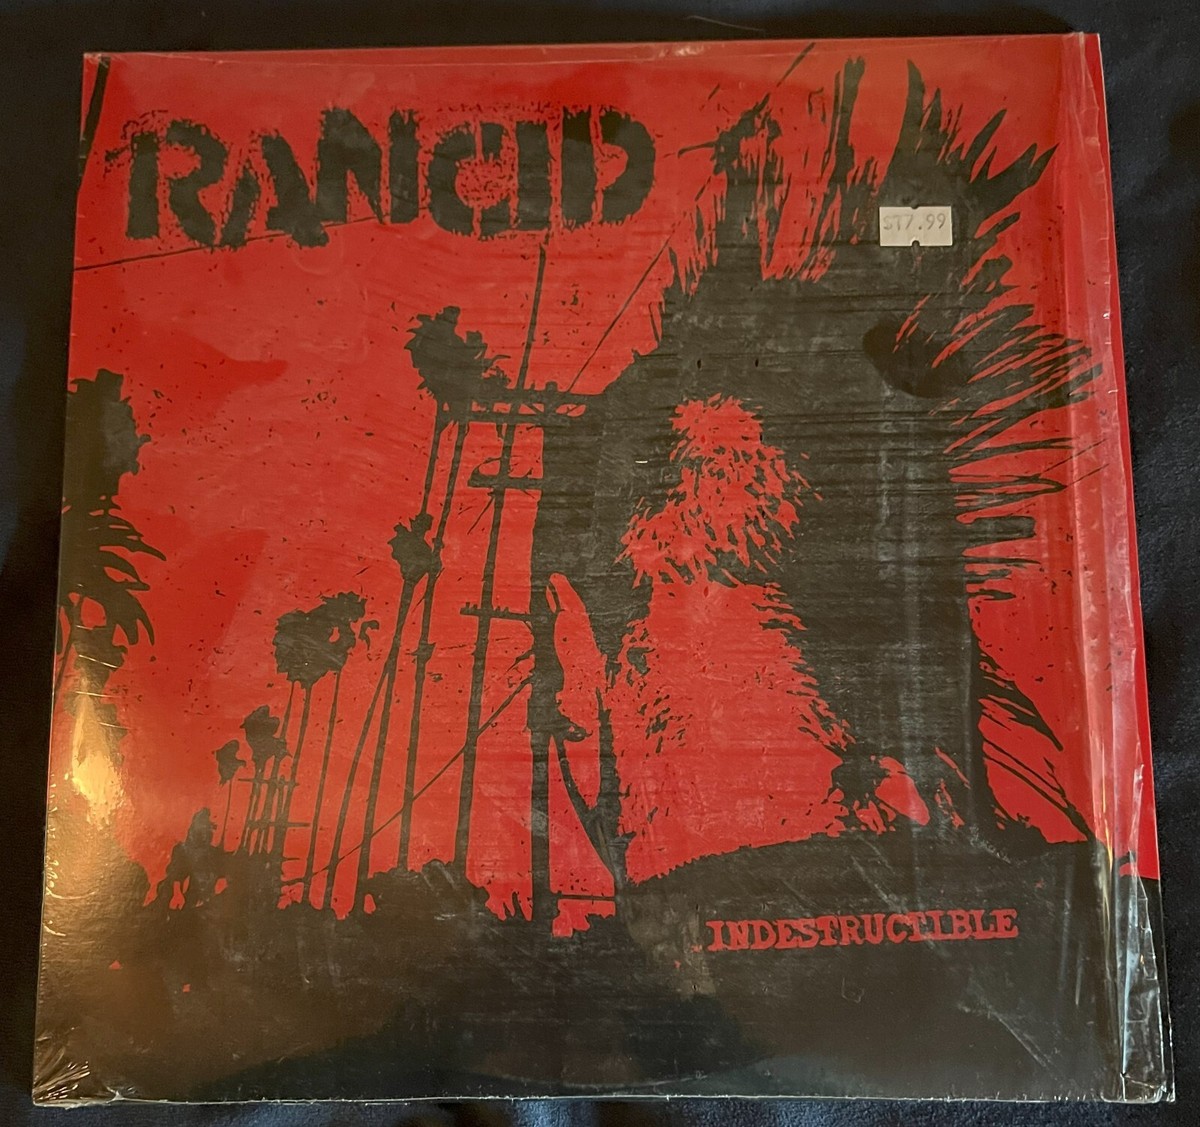 RANCID
$17.99
INDESTRUCTIBLE